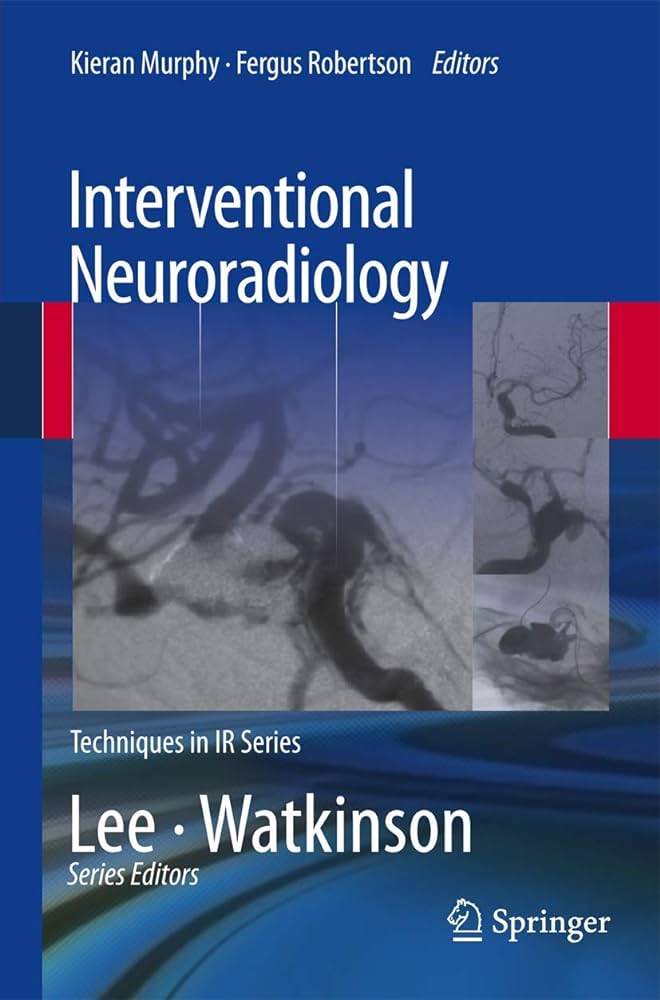 Kieran Murphy · Fergus Robertson Editors
Interventional
Neuroradiology
Techniques in IR Series
Lee · Watkinson
Series Editors
Springer